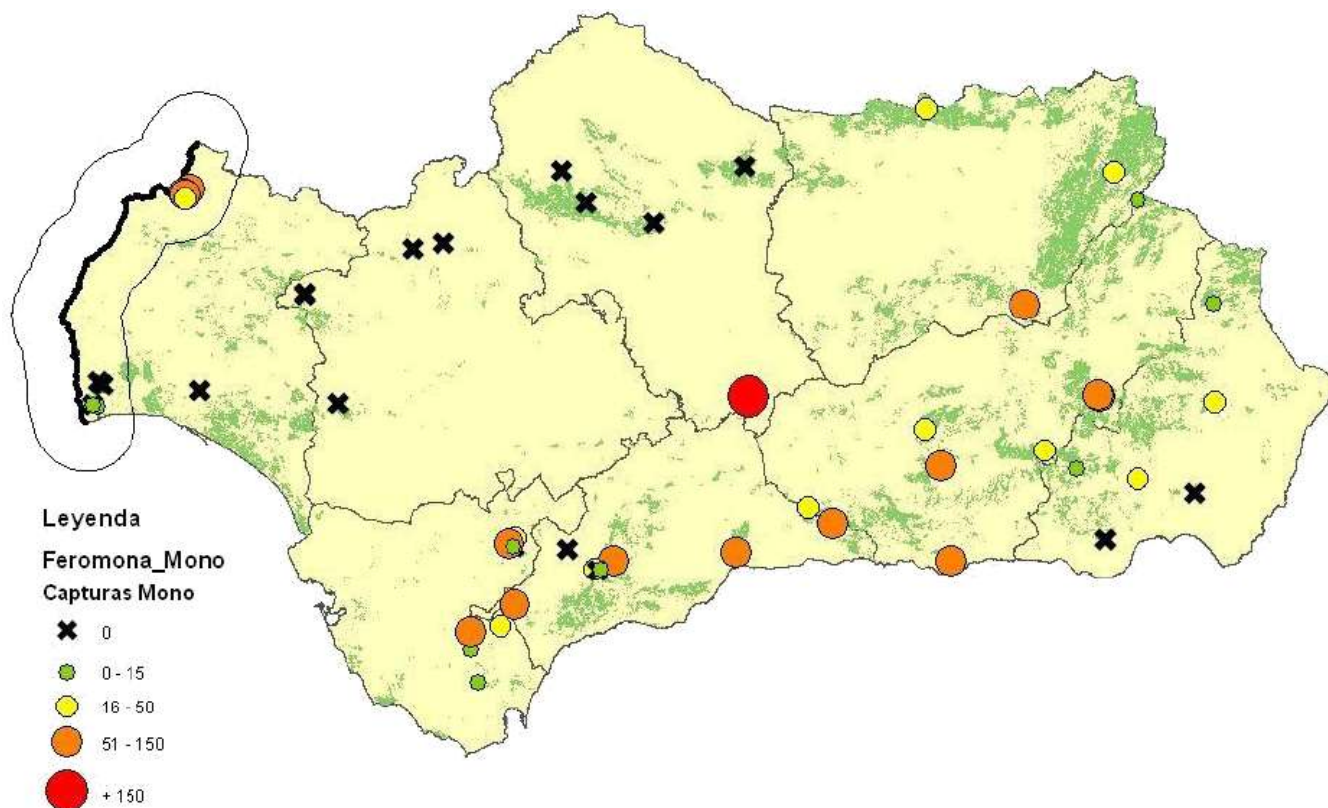 Leyenda
Feromona_Mono
Capturas Mono
0
0 - 15
16 - 50
51 - 150
+ 150